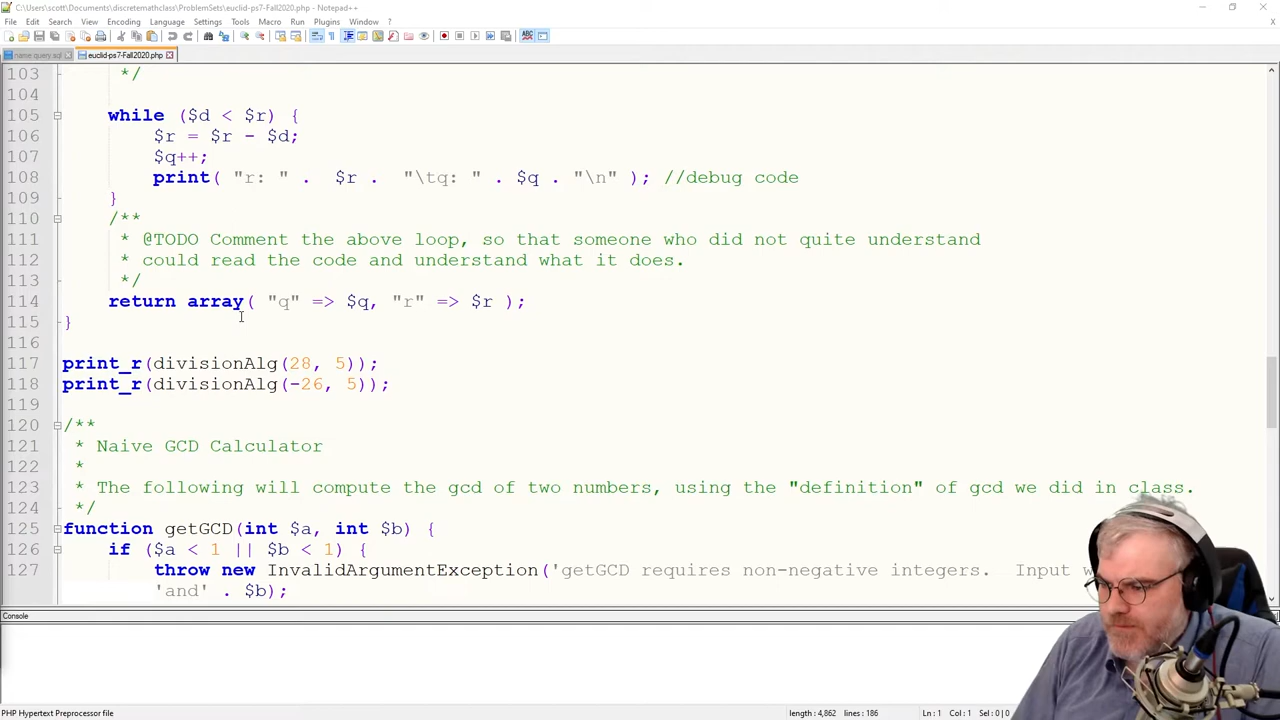 C:\Users\scott\Documents\discretemathclass\ProblemSets\euclid-ps7-Fall2020.php - Notepad++
File Edit Search View Encoding Language Settings Tools Macro Run Plugins Window ?
name query.sql euclid-ps7-Fall2020.php
103 */
104
105 while ($d < $r) {
106 $r = $r - $d;
107 $q++;
108 print( "r: " . $r . "\tq: " . $q . "\n" ); //debug code
109 }
110 /**
111 * @TODO Comment the above loop, so that someone who did not quite understand
112 * could read the code and understand what it does.
113 */
114 return array( "q" => $q, "r" => $r );
115 }
116
117 print_r(divisionAlg(28, 5));
118 print_r(divisionAlg(-26, 5));
119
120 /**
121 * Naive GCD Calculator
122 *
123 * The following will compute the gcd of two numbers, using the "definition" of gcd we did in class.
124 */
125 function getGCD(int $a, int $b) {
126 if ($a < 1 || $b < 1) {
127 throw new InvalidArgumentException('getGCD requires non-negative integers. Input
'and' . $b);
Console
PHP Hypertext Preprocessor file length : 4,862 lines : 186 Ln : 1 Col : 1 Sel : 0 | 0